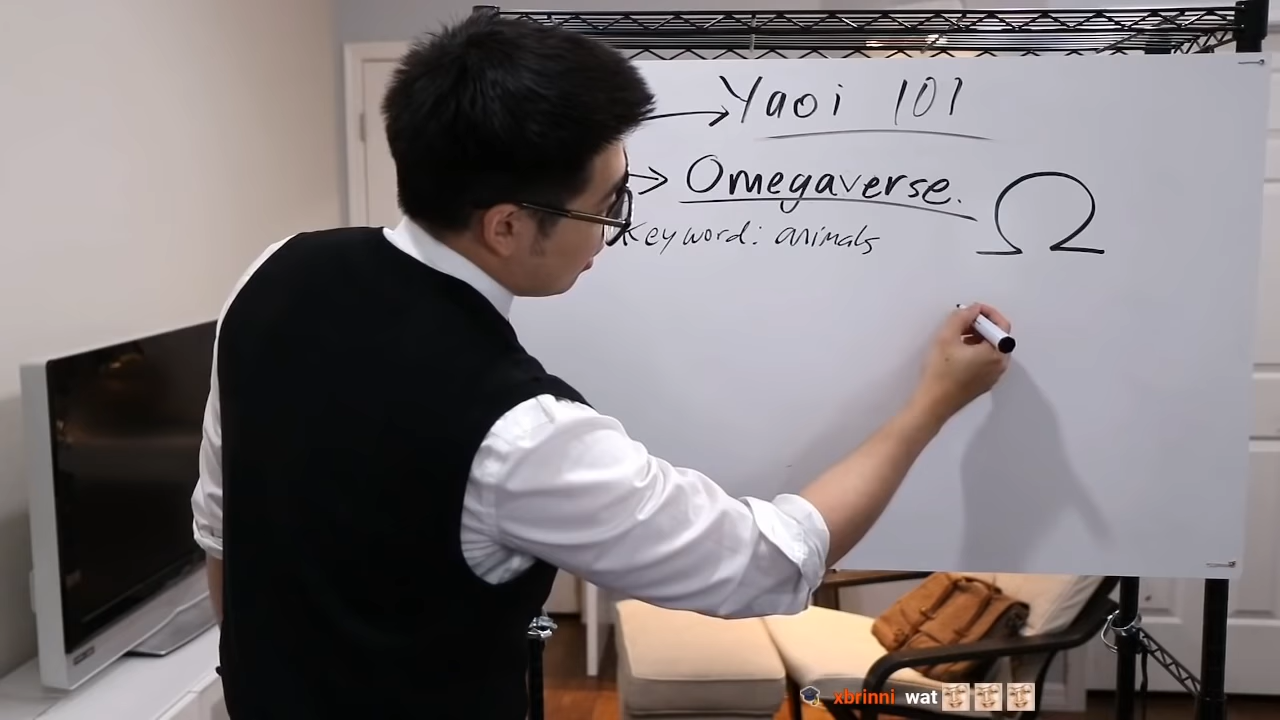 → Yaoi 101
→ Omegaverse. Ω
Keyword: animals
xbrinni wat